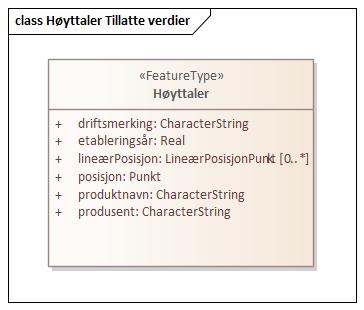 class Høyttaler Tillatte verdier
«FeatureType»
Høyttaler
+ driftsmerking: CharacterString
+ etableringsår: Real
+ lineærPosisjon: LineærPosisjonPunkt [0..*]
+ posisjon: Punkt
+ produktnavn: CharacterString
+ produsent: CharacterString